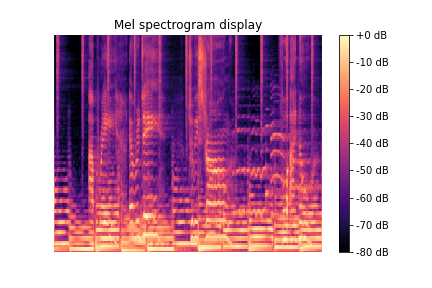 Mel spectrogram display
+0 dB
-10 dB
-20 dB
-30 dB
-40 dB
-50 dB
-60 dB
-70 dB
-80 dB